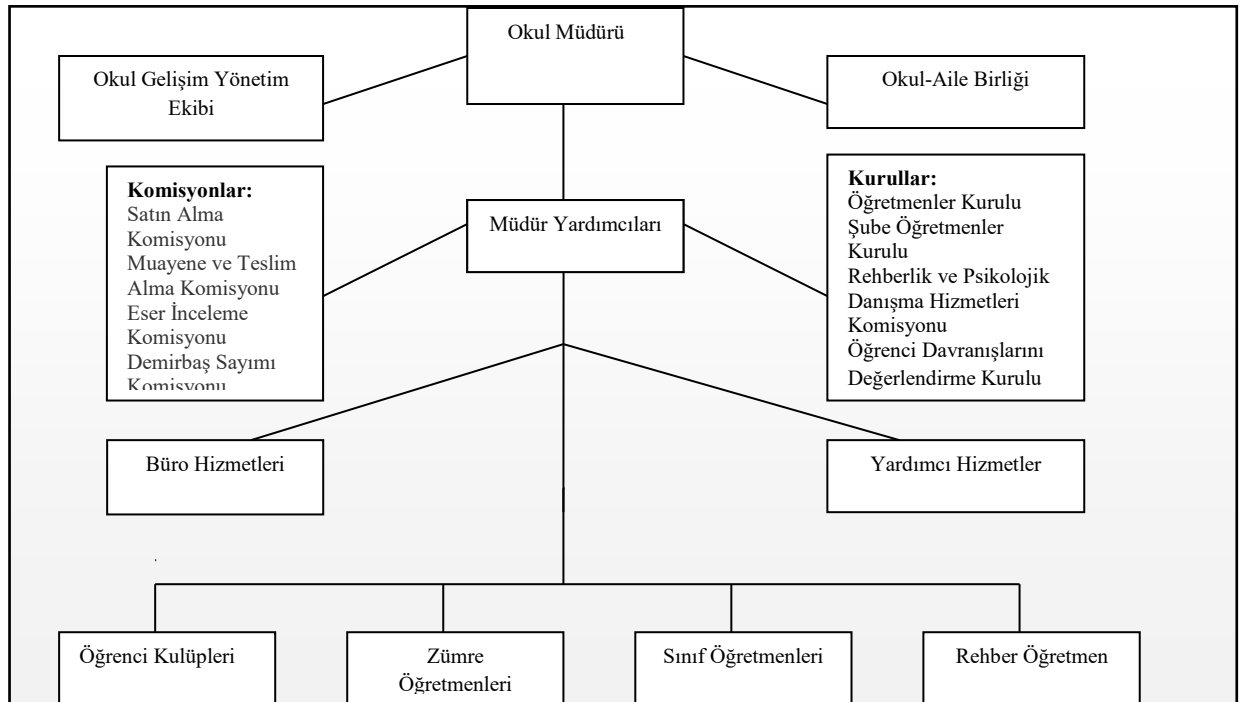 Okul Müdürü
Okul Gelişim Yönetim
Ekibi
Okul-Aile Birliği
Komisyonlar:
Satın Alma
Komisyonu
Muayene ve Teslim
Alma Komisyonu
Eser İnceleme
Komisyonu
Demirbaş Sayımı
Komisyonu
Müdür Yardımcıları
Kurullar:
Öğretmenler Kurulu
Şube Öğretmenler
Kurulu
Rehberlik ve Psikolojik
Danışma Hizmetleri
Komisyonu
Öğrenci Davranışlarını
Değerlendirme Kurulu
Büro Hizmetleri
Yardımcı Hizmetler
Öğrenci Kulüpleri
Zümre
Öğretmenleri
Sınıf Öğretmenleri
Rehber Öğretmen